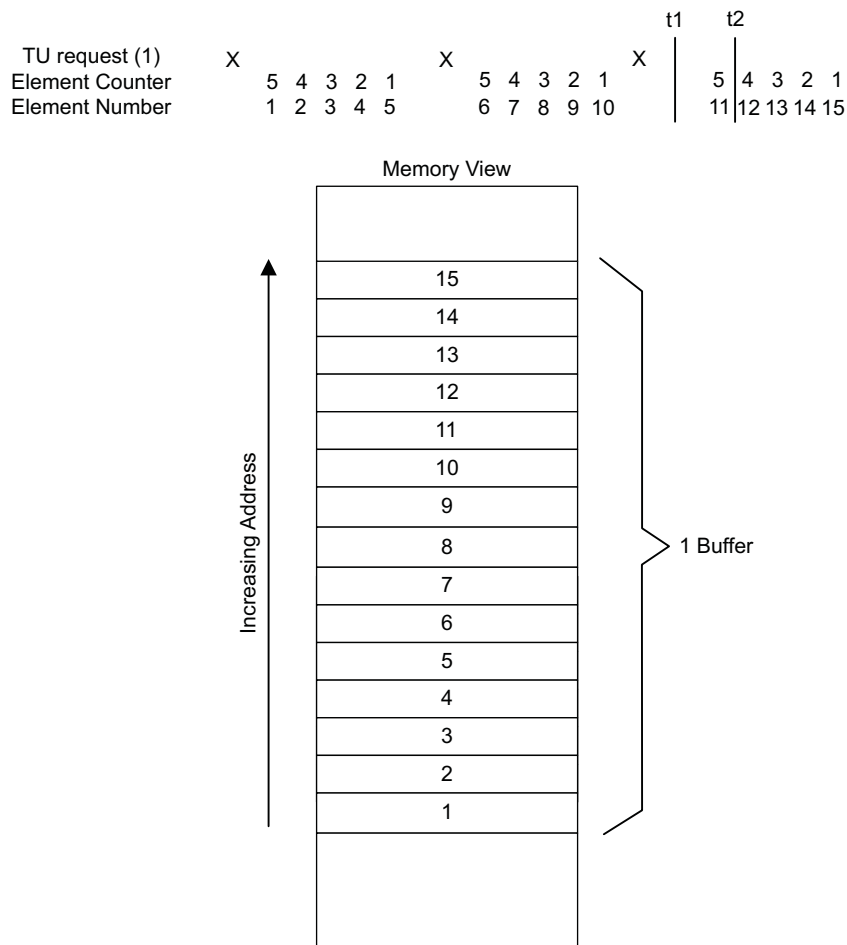 t1 t2
TU request (1) X X X
Element Counter 5 4 3 2 1 5 4 3 2 1 5 4 3 2 1
Element Number 1 2 3 4 5 6 7 8 9 10 11 12 13 14 15
Memory View
15
14
13
12
11
10
9
8
7
6
5
4
3
2
1
Increasing Address
1 Buffer